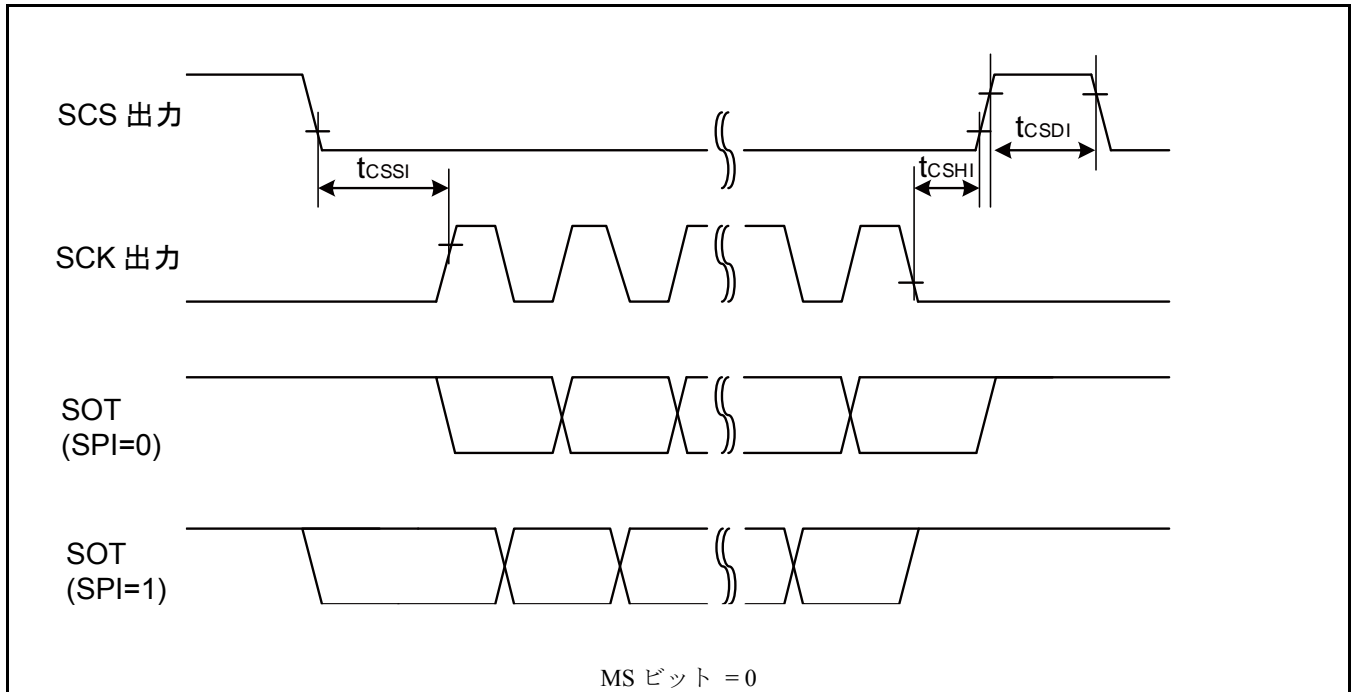 SCS 出力
tCSSI
tCSHI
tCSDI
SCK 出力
SOT
(SPI=0)
SOT
(SPI=1)
MS ビット = 0